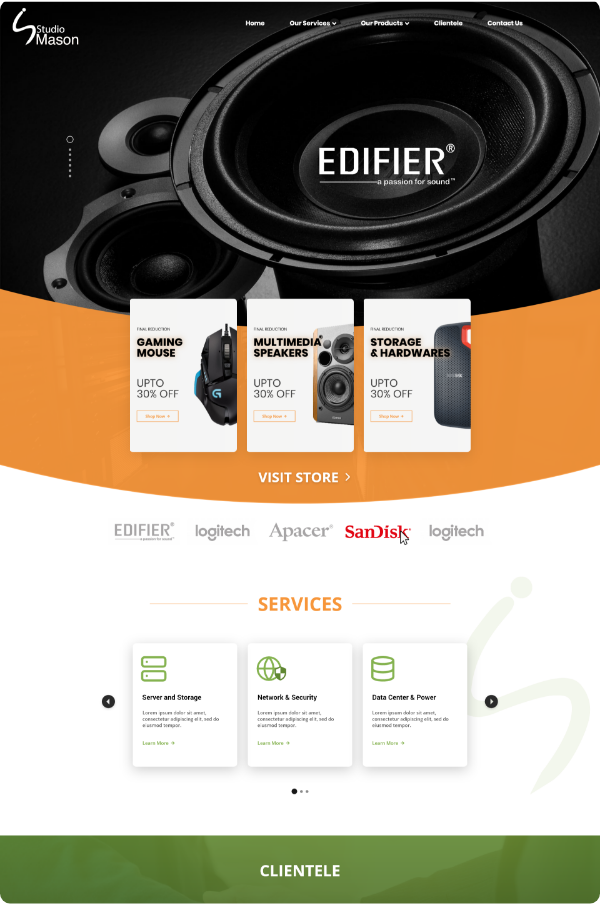 Studio
Mason
Home
Our Services
Our Products
Clientele
Contact Us
EDIFIER®
a passion for sound™
FINAL REDUCTION
GAMING
MOUSE
UPTO
30% OFF
Shop Now →
FINAL REDUCTION
MULTIMEDIA
SPEAKERS
UPTO
30% OFF
Shop Now →
FINAL REDUCTION
STORAGE
& HARDWARES
UPTO
30% OFF
Shop Now →
VISIT STORE >
EDIFIER®
a passion for sound™
logitech
Apacer®
SanDisk®
logitech
SERVICES
Server and Storage
Lorem ipsum dolor sit amet,
consectetur adipiscing elit, sed do
eiusmod tempor.
Learn More →
Network & Security
Lorem ipsum dolor sit amet,
consectetur adipiscing elit, sed do
eiusmod tempor.
Learn More →
Data Center & Power
Lorem ipsum dolor sit amet,
consectetur adipiscing elit, sed do
eiusmod tempor.
Learn More →
CLIENTELE